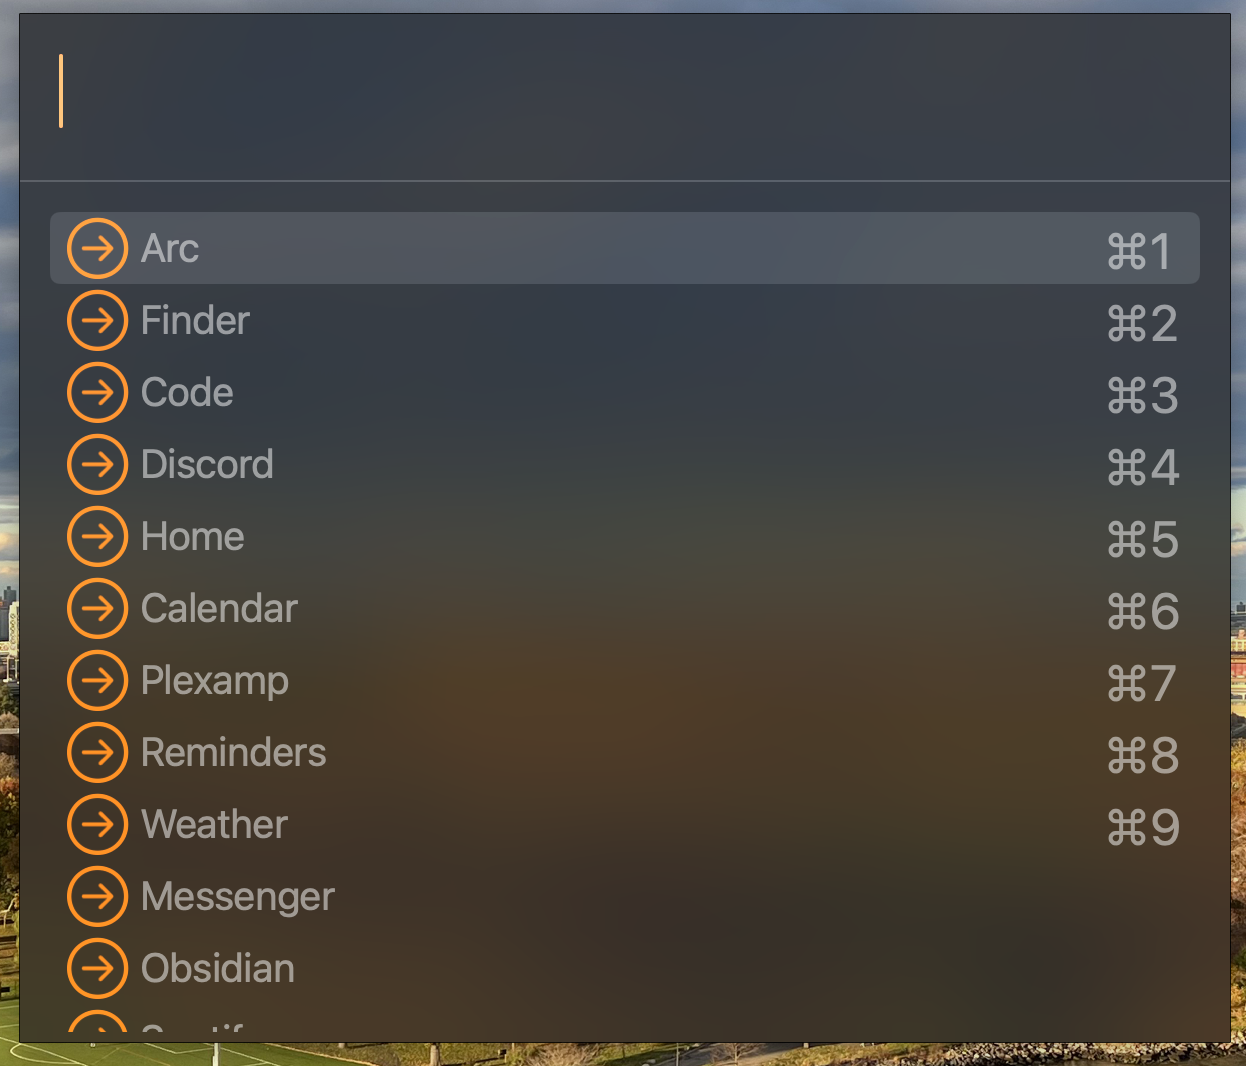 Arc ⌘1
Finder ⌘2
Code ⌘3
Discord ⌘4
Home ⌘5
Calendar ⌘6
Plexamp ⌘7
Reminders ⌘8
Weather ⌘9
Messenger
Obsidian